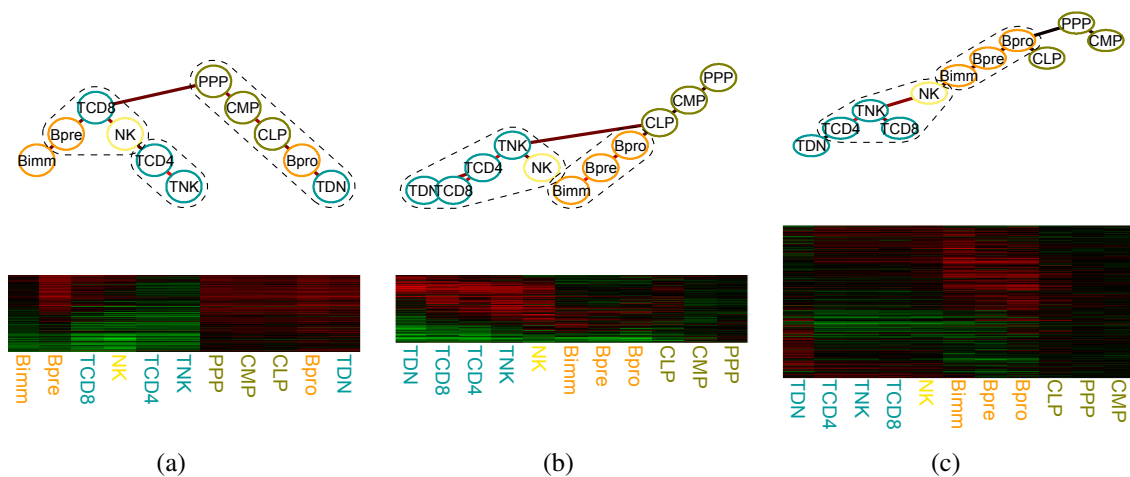 PPP
CMP
CLP
Bpro
TDN
TCD8
Bpre
Bimm
NK
TCD4
TNK
PPP
CMP
CLP
Bpro
Bpre
Bimm
TNK
NK
TCD4
TCD8
TDN
PPP
CMP
Bpro
CLP
Bpre
Bimm
NK
TNK
TCD4
TCD8
TDN
Bimm Bpre TCD8 NK TCD4 TNK PPP CMP CLP Bpro TDN
TDN TCD8 TCD4 TNK NK Bimm Bpre Bpro CLP CMP PPP
TDN TCD4 TNK TCD8 NK Bimm Bpre Bpro CLP PPP CMP
(a) (b) (c)